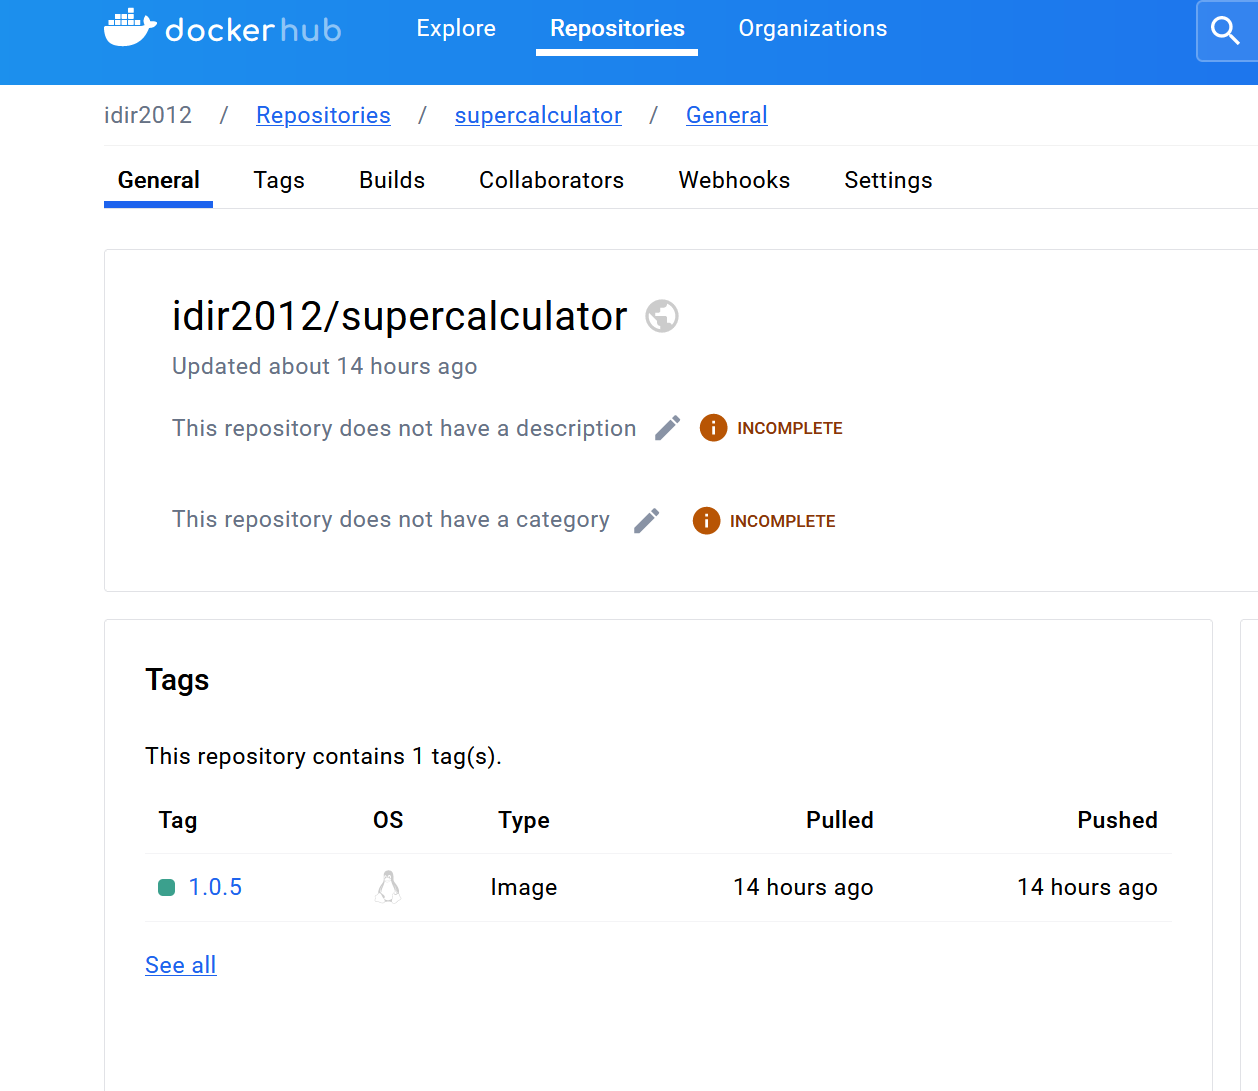 dockerhub Explore Repositories Organizations
idir2012 / Repositories / supercalculator / General
General Tags Builds Collaborators Webhooks Settings
idir2012/supercalculator
Updated about 14 hours ago
This repository does not have a description INCOMPLETE
This repository does not have a category INCOMPLETE
Tags
This repository contains 1 tag(s).
Tag OS Type Pulled Pushed
1.0.5 Image 14 hours ago 14 hours ago
See all